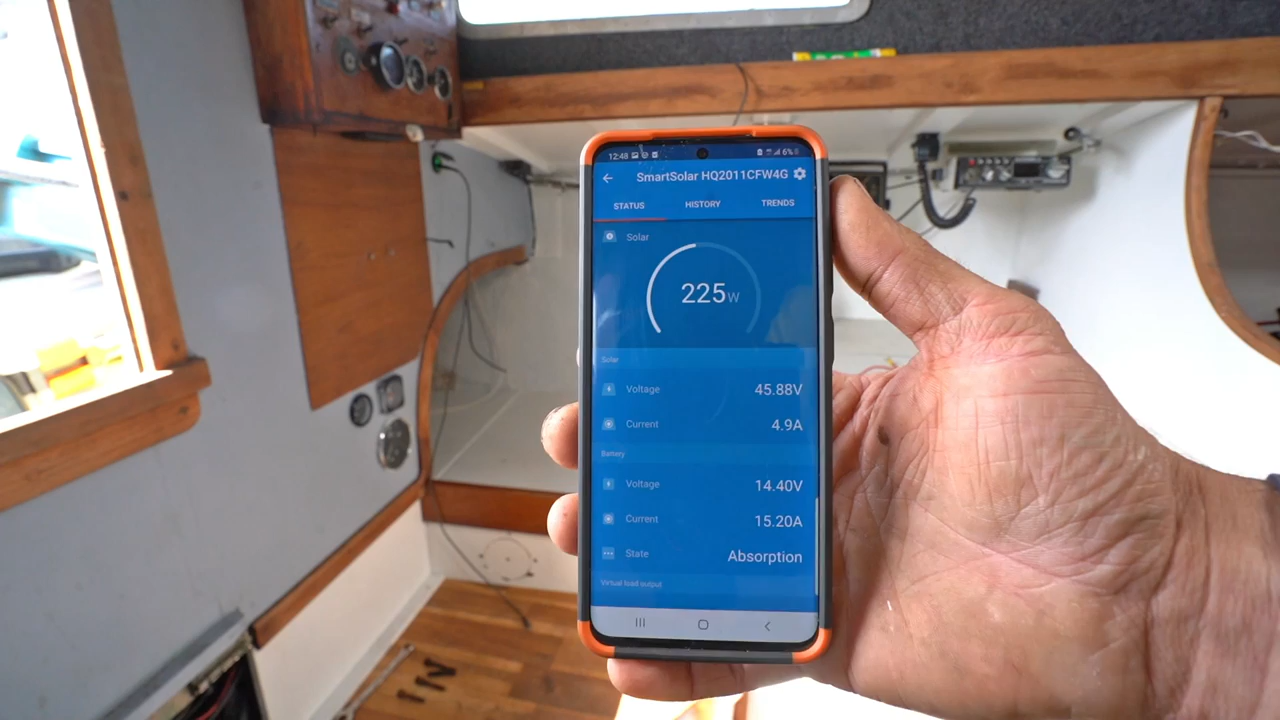 12:48 6%
SmartSolar HQ2011CFW4G
STATUS HISTORY TRENDS
Solar
225W
Solar
Voltage 45.88V
Current 4.9A
Battery
Voltage 14.40V
Current 15.20A
State Absorption
Virtual load output